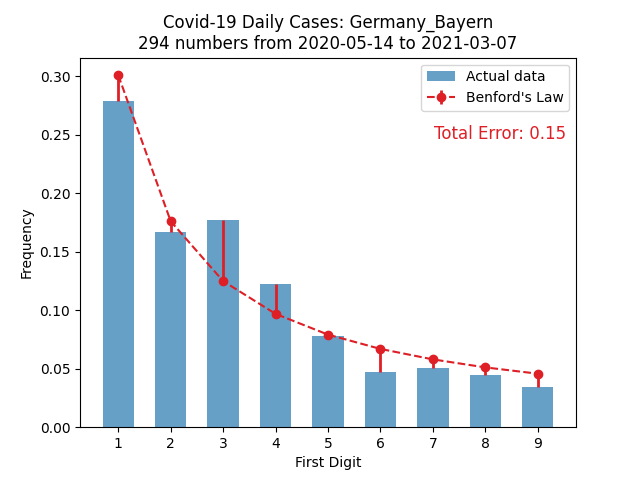 Covid-19 Daily Cases: Germany_Bayern
294 numbers from 2020-05-14 to 2021-03-07
Actual data
Benford's Law
Total Error: 0.15
Frequency
0.30
0.25
0.20
0.15
0.10
0.05
0.00
1 2 3 4 5 6 7 8 9
First Digit